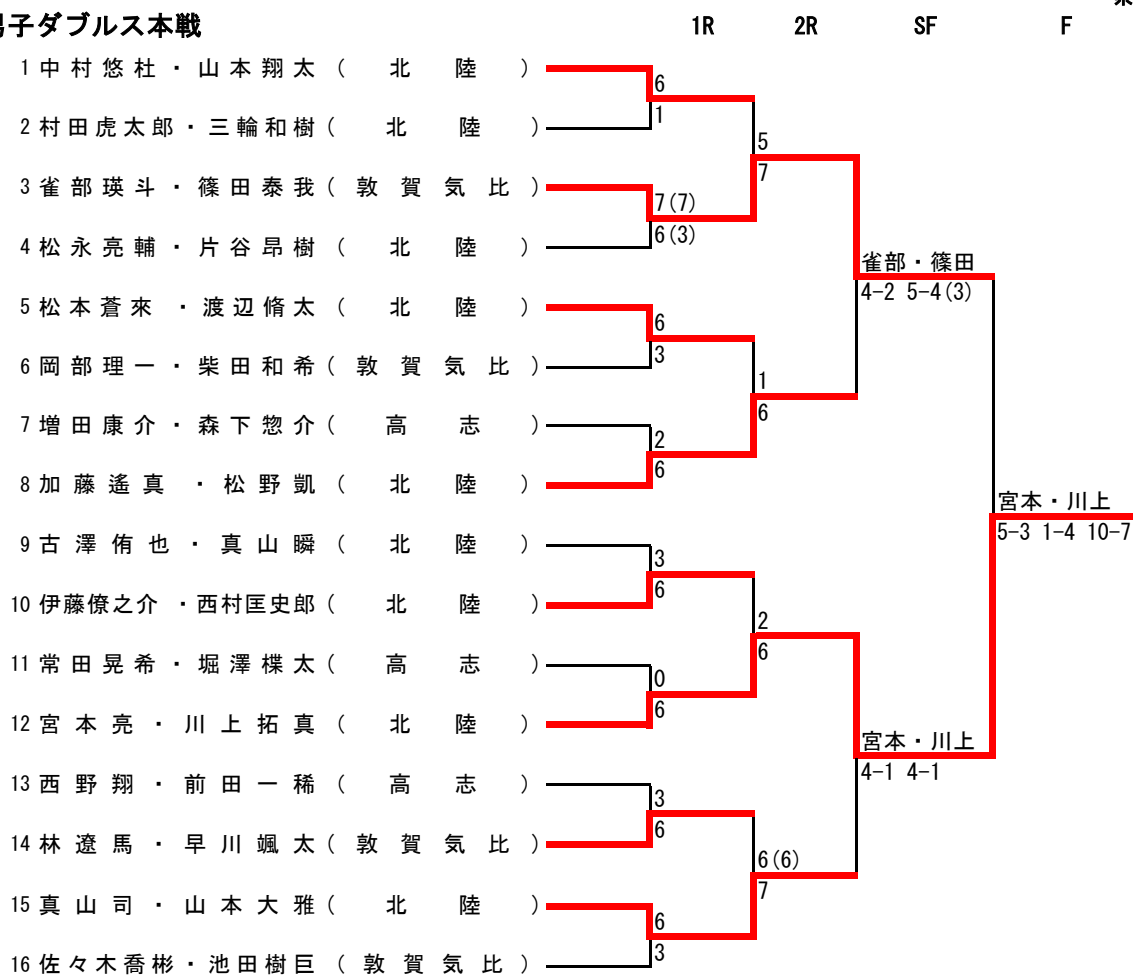 男子ダブルス本戦
1R 2R SF F
1 中村悠杜・山本翔太(北陸)
6
1
2 村田虎太郎・三輪和樹(北陸)
5
7
3 雀部瑛斗・篠田泰我(敦賀気比)
7(7)
6(3)
4 松永亮輔・片谷昂樹(北陸)
雀部・篠田
4-2 5-4(3)
5 松本蒼來・渡辺脩太(北陸)
6
3
6 岡部理一・柴田和希(敦賀気比)
1
6
7 増田康介・森下惣介(高志)
2
6
8 加藤遙真・松野凱(北陸)
宮本・川上
5-3 1-4 10-7
9 古澤侑也・真山瞬(北陸)
3
6
10 伊藤僚之介・西村匡史郎(北陸)
2
6
11 常田晃希・堀澤楪太(高志)
0
6
12 宮本亮・川上拓真(北陸)
宮本・川上
4-1 4-1
13 西野翔・前田一稀(高志)
3
6
14 林遼馬・早川颯太(敦賀気比)
6(6)
7
15 真山司・山本大雅(北陸)
6
3
16 佐々木喬彬・池田樹巨(敦賀気比)